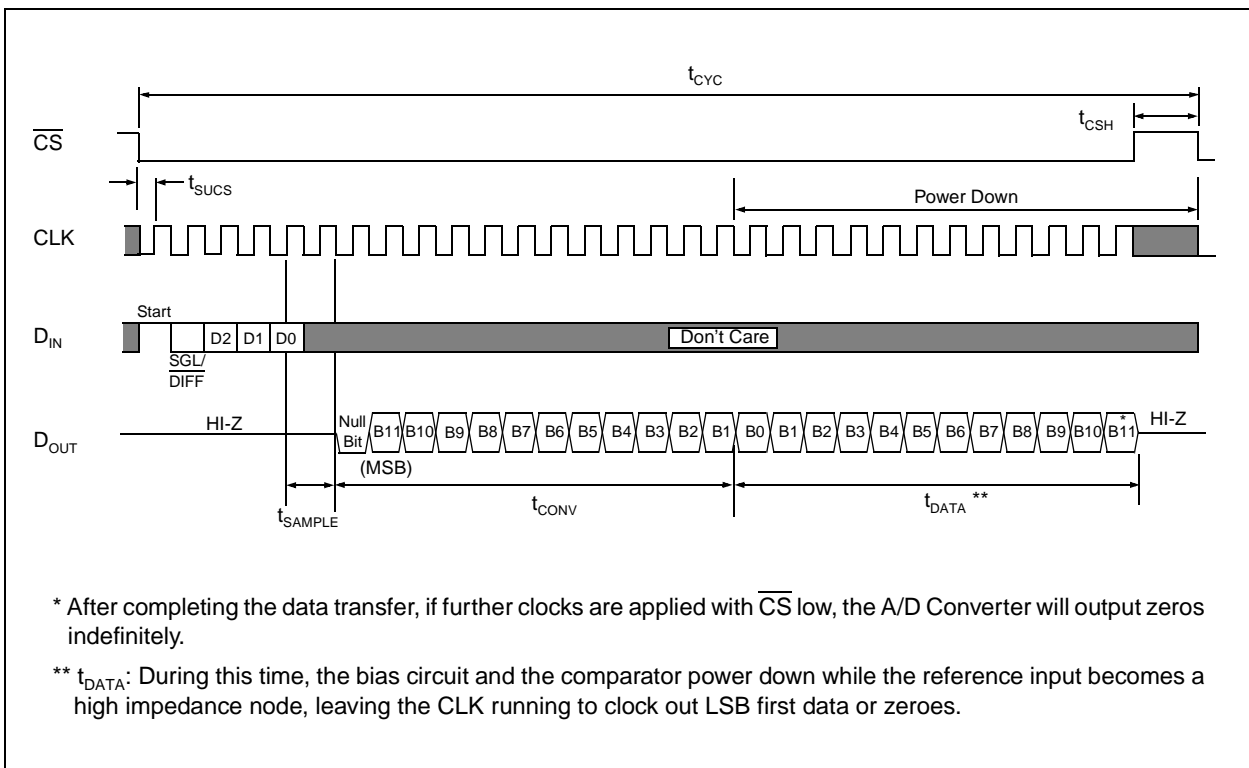 tCYC
tCSH
CS
tSUCS
Power Down
CLK
Start
DIN
D2 D1 D0
Don't Care
SGL/
DIFF
HI-Z
Null
Bit
B11 B10 B9 B8 B7 B6 B5 B4 B3 B2 B1 B0 B1 B2 B3 B4 B5 B6 B7 B8 B9 B10 B11
*
HI-Z
DOUT
(MSB)
tSAMPLE
tCONV
tDATA **
* After completing the data transfer, if further clocks are applied with CS low, the A/D Converter will output zeros
indefinitely.
** tDATA: During this time, the bias circuit and the comparator power down while the reference input becomes a
high impedance node, leaving the CLK running to clock out LSB first data or zeroes.